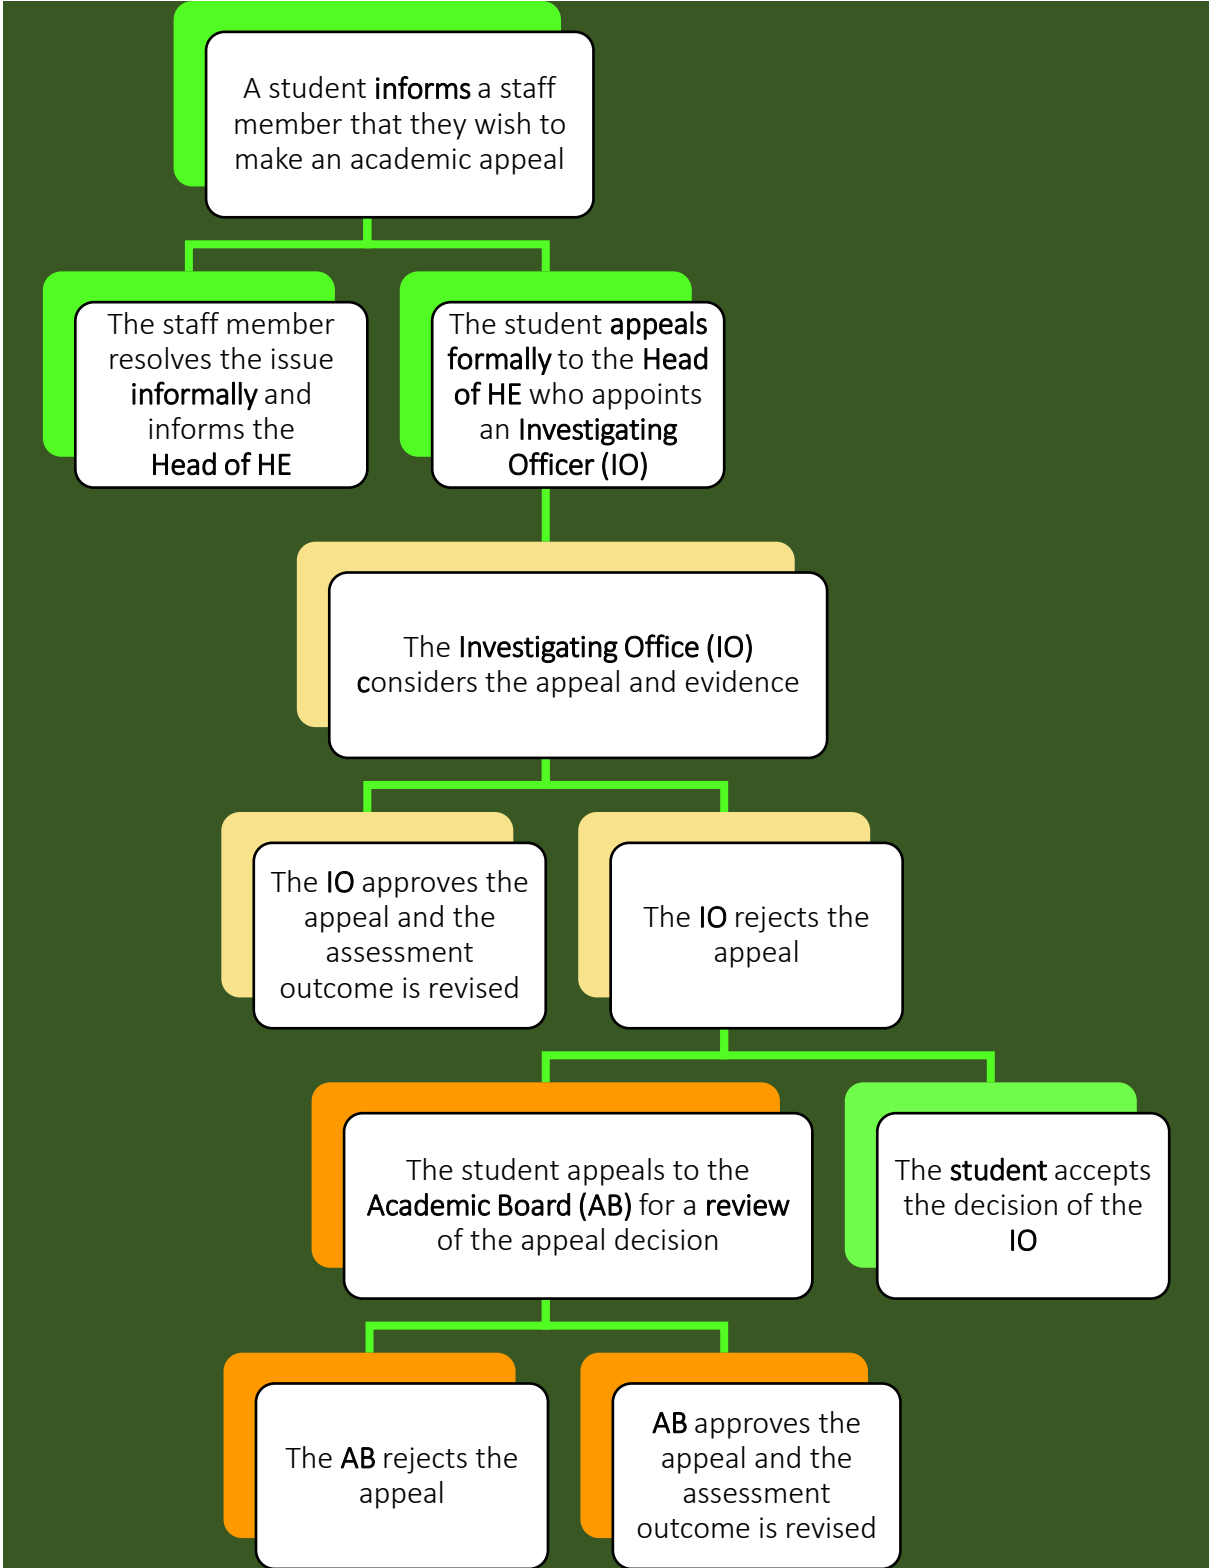 A student informs a staff
member that they wish to
make an academic appeal
The staff member
resolves the issue
informally and
informs the
Head of HE
The student appeals
formally to the Head
of HE who appoints
an Investigating
Officer (IO)
The Investigating Office (IO)
considers the appeal and evidence
The IO approves the
appeal and the
assessment
outcome is revised
The IO rejects the
appeal
The student appeals to the
Academic Board (AB) for a review
of the appeal decision
The student accepts
the decision of the
IO
The AB rejects the
appeal
AB approves the
appeal and the
assessment
outcome is revised